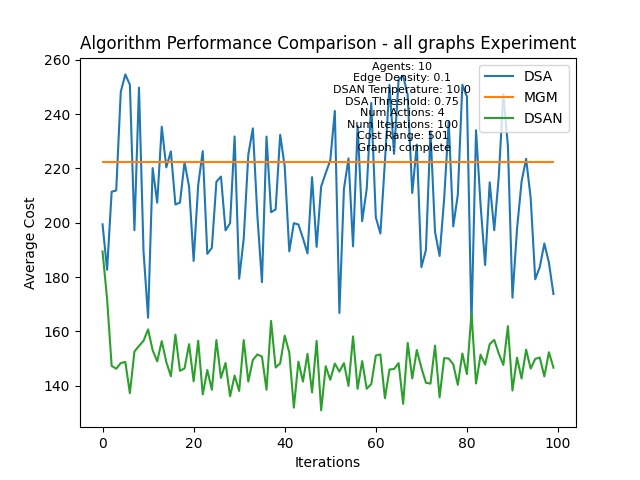 Algorithm Performance Comparison - all graphs Experiment
Agents: 10
Edge Density: 0.1
DSAN Temperature: 100
DSA Threshold: 0.75
Num Actions: 4
Num Iterations: 100
Cost Range: 501
Graph: complete
DSA
MGM
DSAN
Average Cost
260
240
220
200
180
160
140
0
20
40
60
80
100
Iterations